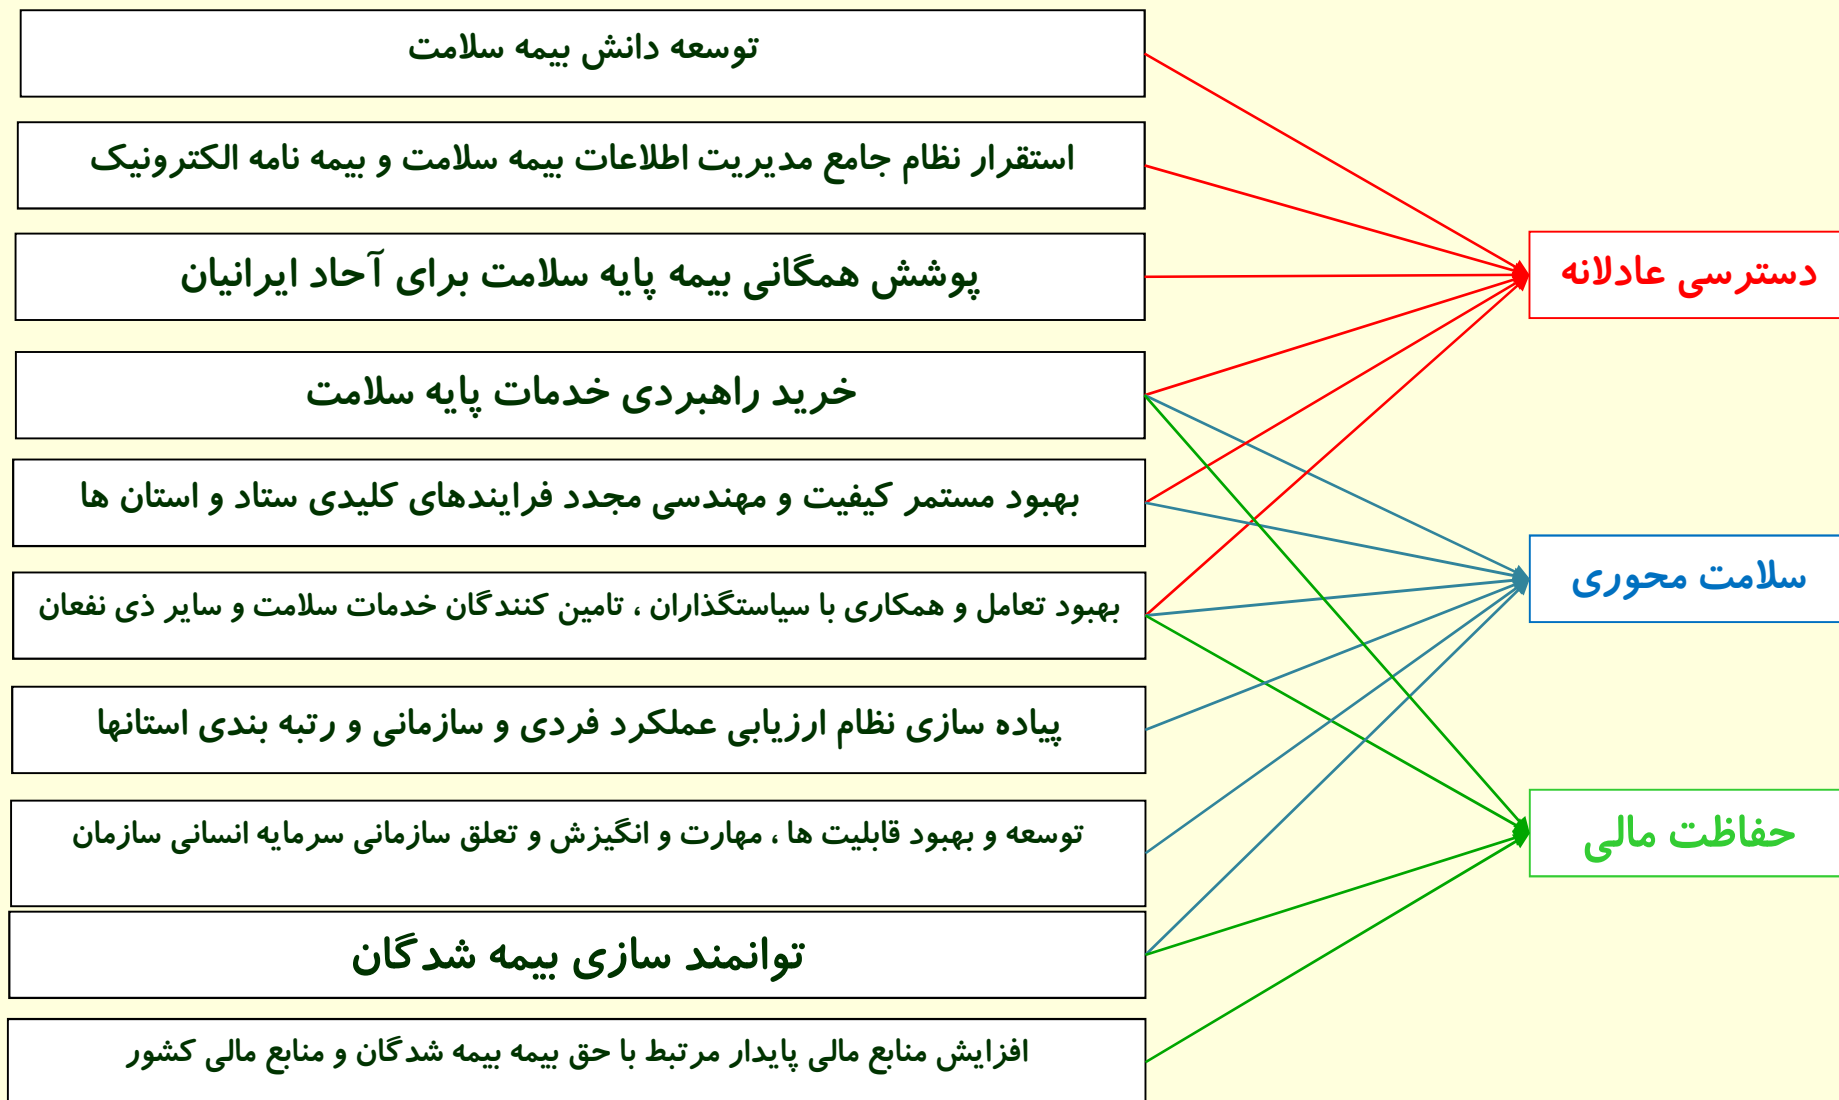 توسعه دانش بیمه سلامت
استقرار نظام جامع مدیریت اطلاعات بیمه سلامت و بیمه نامه الکترونیک
پوشش همگانی بیمه پایه سلامت برای آحاد ایرانیان
خرید راهبردی خدمات پایه سلامت
بهبود مستمر کیفیت و مهندسی مجدد فرایندهای کلیدی ستاد و استان ها
بهبود تعامل و همکاری با سیاستگذاران ، تامین کنندگان خدمات سلامت و سایر ذی نفعان
پیاده سازی نظام ارزیابی عملکرد فردی و سازمانی و رتبه بندی استانها
توسعه و بهبود قابلیت ها ، مهارت و انگیزش و تعلق سازمانی سرمایه انسانی سازمان
توانمند سازی بیمه شدگان
افزایش منابع مالی پایدار مرتبط با حق بیمه بیمه شدگان و منابع مالی کشور
دسترسی عادلانه
سلامت محوری
حفاظت مالی